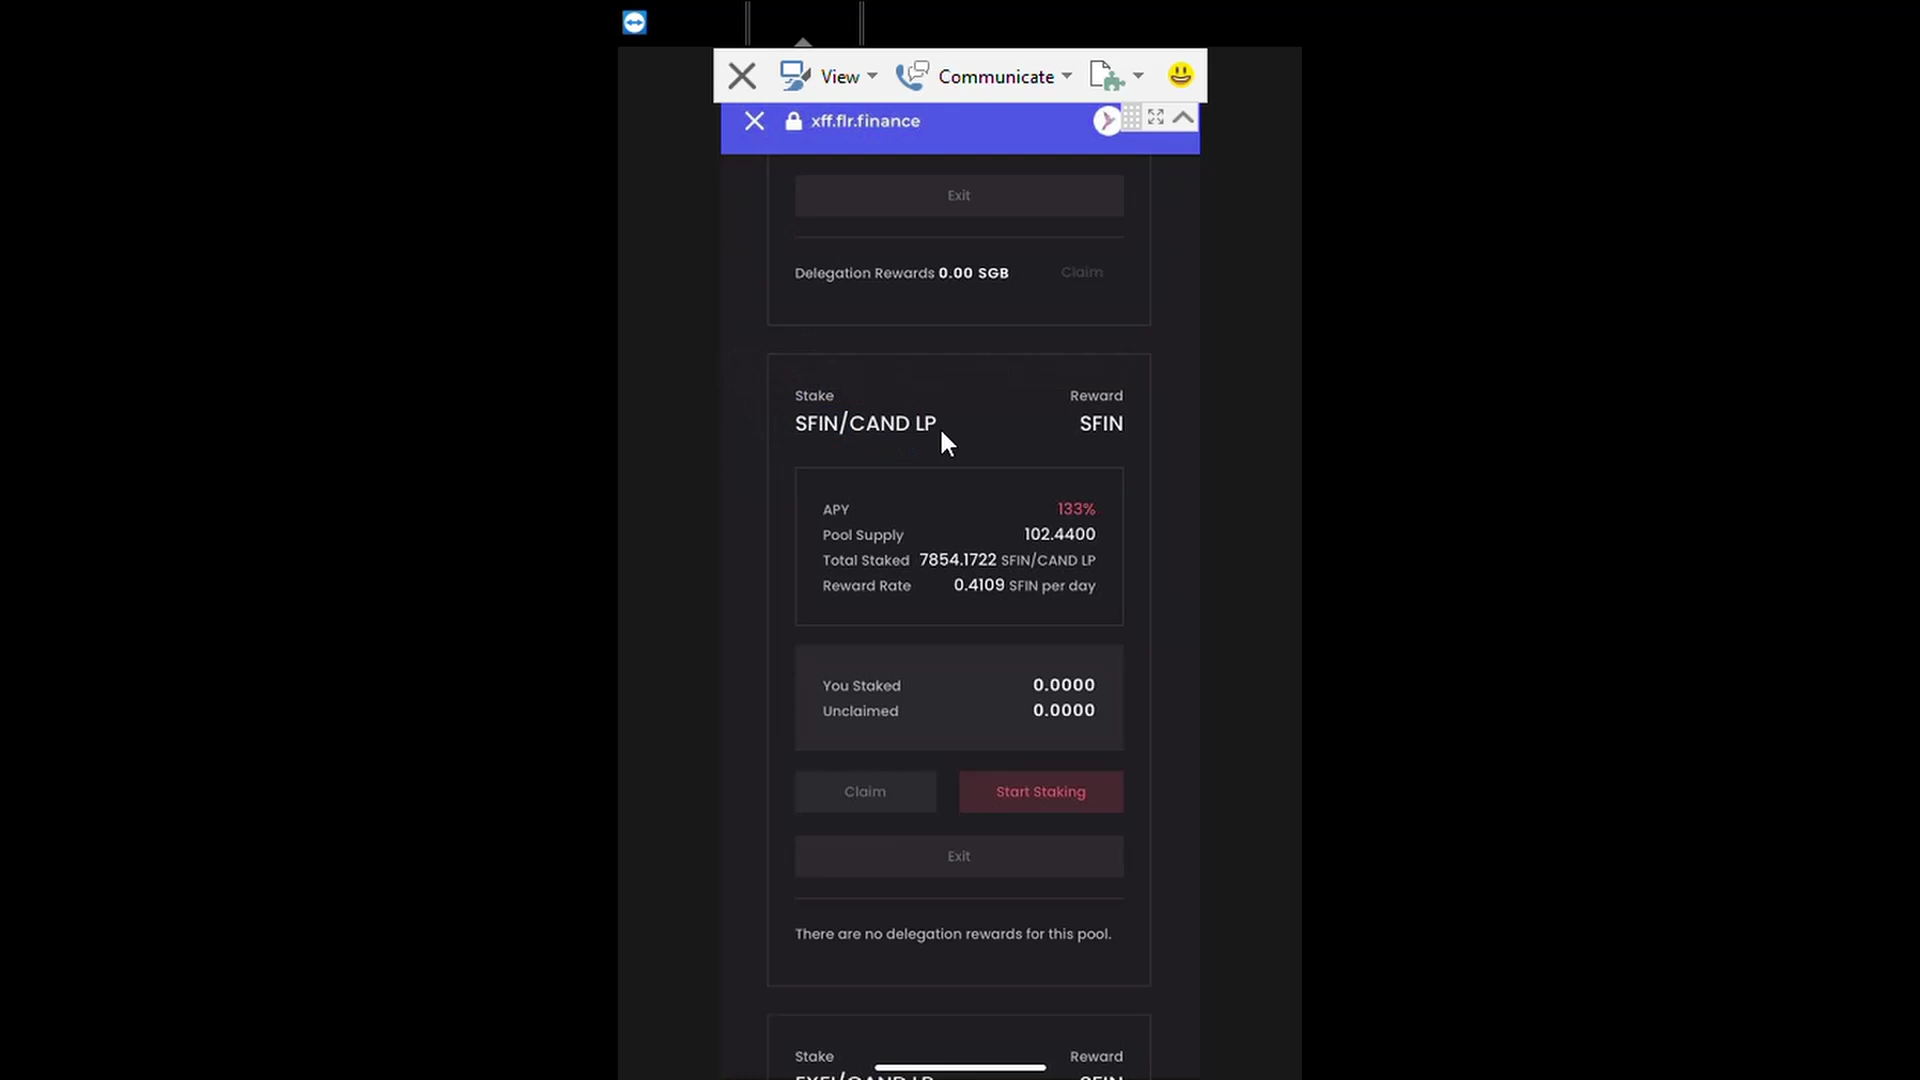 View Communicate
xff.flr.finance
Exit
Delegation Rewards 0.00 SGB Claim
Stake Reward
SFIN/CAND LP SFIN
APY 133%
Pool Supply 102.4400
Total Staked 7854.1722 SFIN/CAND LP
Reward Rate 0.4109 SFIN per day
You Staked 0.0000
Unclaimed 0.0000
Claim Start Staking
Exit
There are no delegation rewards for this pool.
Stake Reward
SFIN